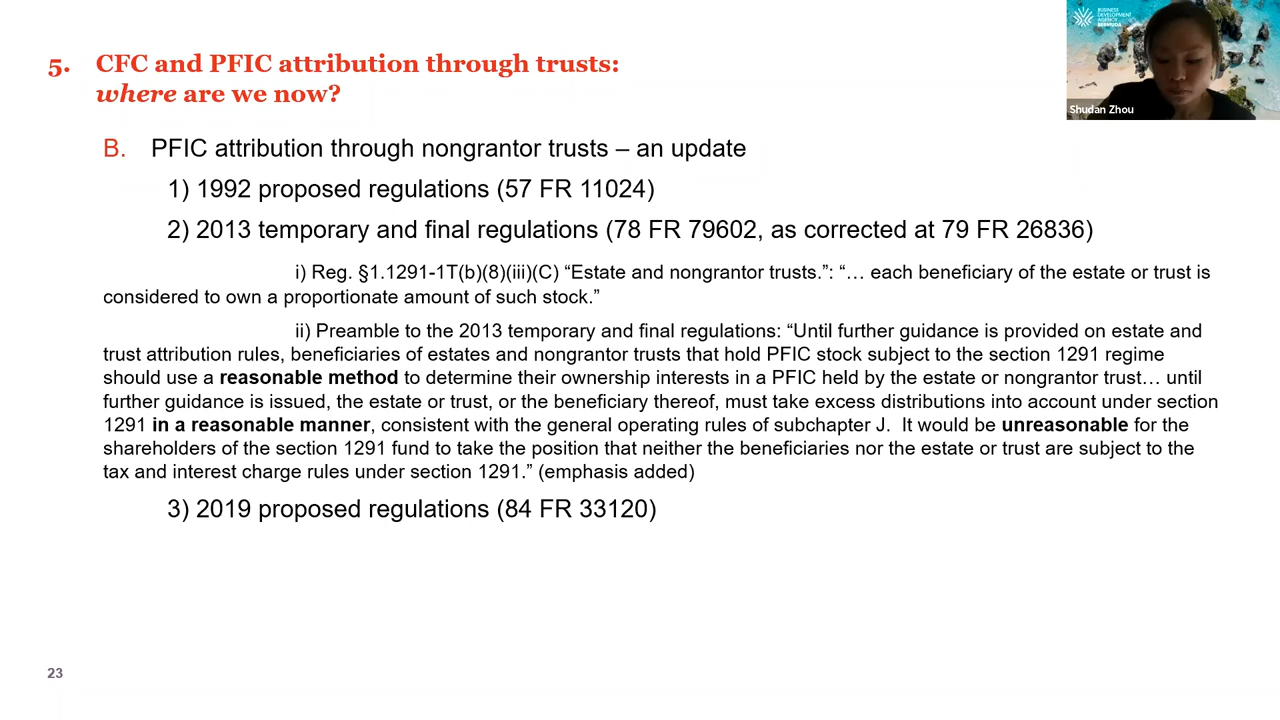 5. CFC and PFIC attribution through trusts:
where are we now?
BUSINESS
DEVELOPMENT
AGENCY
BERMUDA
Shudan Zhou
B. PFIC attribution through nongrantor trusts – an update
1) 1992 proposed regulations (57 FR 11024)
2) 2013 temporary and final regulations (78 FR 79602, as corrected at 79 FR 26836)
i) Reg. §1.1291-1T(b)(8)(iii)(C) “Estate and nongrantor trusts.”: “… each beneficiary of the estate or trust is
considered to own a proportionate amount of such stock.”
ii) Preamble to the 2013 temporary and final regulations: “Until further guidance is provided on estate and
trust attribution rules, beneficiaries of estates and nongrantor trusts that hold PFIC stock subject to the section 1291 regime
should use a reasonable method to determine their ownership interests in a PFIC held by the estate or nongrantor trust… until
further guidance is issued, the estate or trust, or the beneficiary thereof, must take excess distributions into account under section
1291 in a reasonable manner, consistent with the general operating rules of subchapter J. It would be unreasonable for the
shareholders of the section 1291 fund to take the position that neither the beneficiaries nor the estate or trust are subject to the
tax and interest charge rules under section 1291.” (emphasis added)
3) 2019 proposed regulations (84 FR 33120)
23